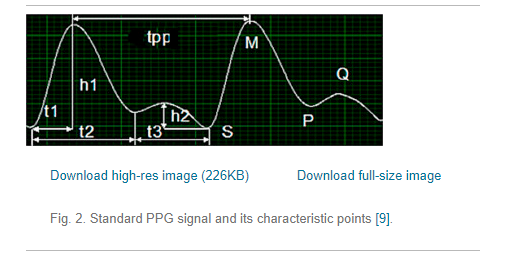 tpp
M
h1
Q
t1
h2
P
t2
t3
S
Download high-res image (226KB)
Download full-size image
Fig. 2. Standard PPG signal and its characteristic points [9].